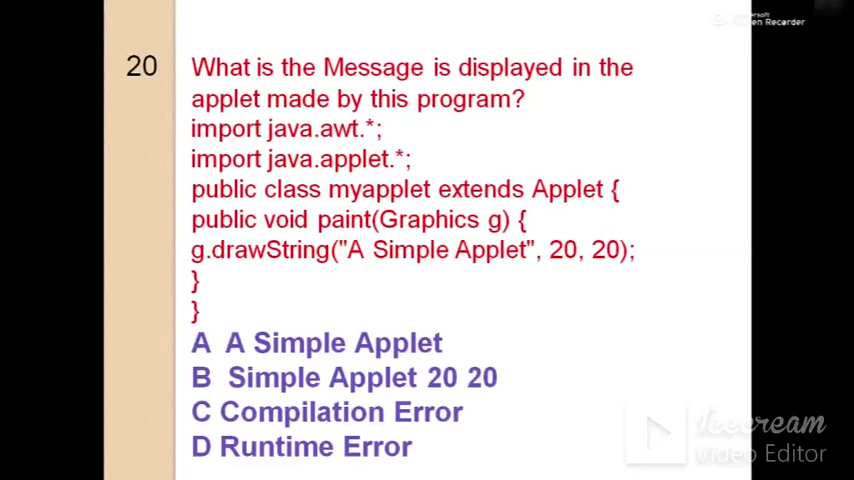 Recorder
20 What is the Message is displayed in the
applet made by this program?
import java.awt.*;
import java.applet.*;
public class myapplet extends Applet {
public void paint(Graphics g) {
g.drawString("A Simple Applet", 20, 20);
}
}
A A Simple Applet
B Simple Applet 20 20
C Compilation Error
D Runtime Error
Icecream
Video Editor